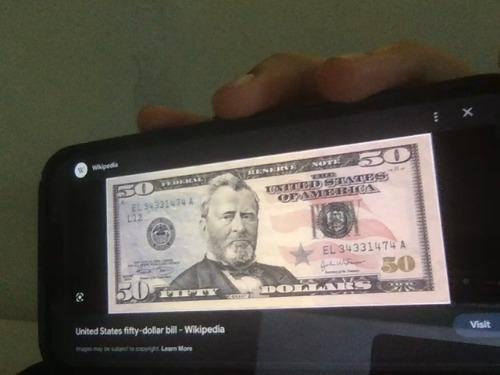 Wikipedia
50 FEDERAL RESERVE NOTE 50
THE
UNITED STATES
OF AMERICA
EL 34331474 A
L12
EL 34331474 A
50
50 FIFTY DOLLARS
United States fifty-dollar bill - Wikipedia
Visit
Images may be subject to copyright. Learn More